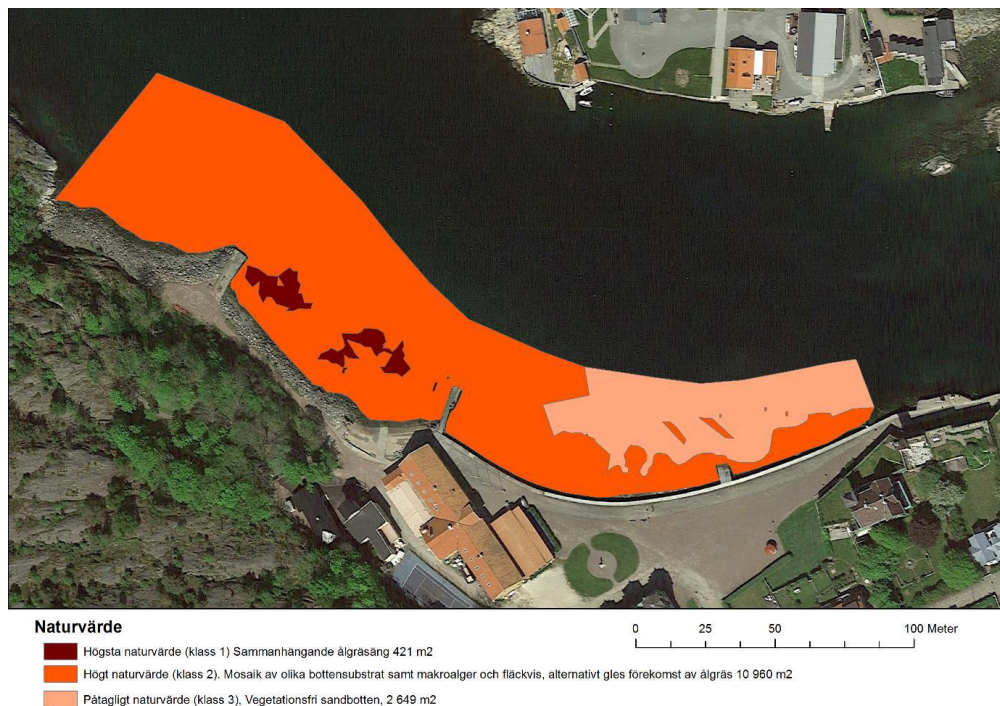 Naturvärde
0 25 50 100 Meter
Högsta naturvärde (klass 1) Sammanhängande ålgräsäng 421 m2
Högt naturvärde (klass 2). Mosaik av olika bottensubstrat samt makroalger och fläckvis, alternativt gles förekomst av ålgräs 10 960 m2
Påtagligt naturvärde (klass 3), Vegetationsfri sandbotten, 2 649 m2